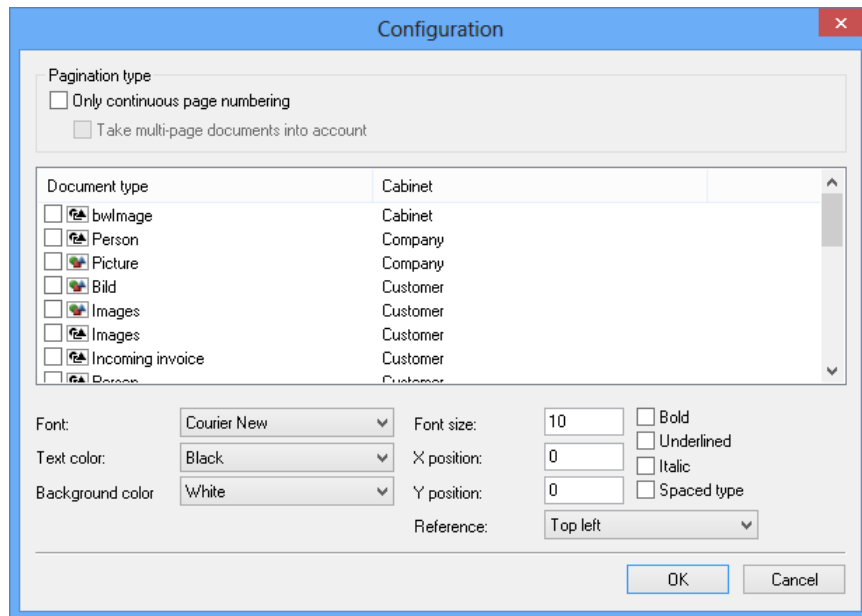 Configuration
Pagination type
Only continuous page numbering
Take multi-page documents into account
Document type Cabinet
bwImage Cabinet
Person Company
Picture Company
Bild Customer
Images Customer
Images Customer
Incoming invoice Customer
Person Customer
Font: Courier New Font size: 10 Bold
Underlined
Text color: Black X position: 0 Italic
Background color White Y position: 0 Spaced type
Reference: Top left
OK Cancel